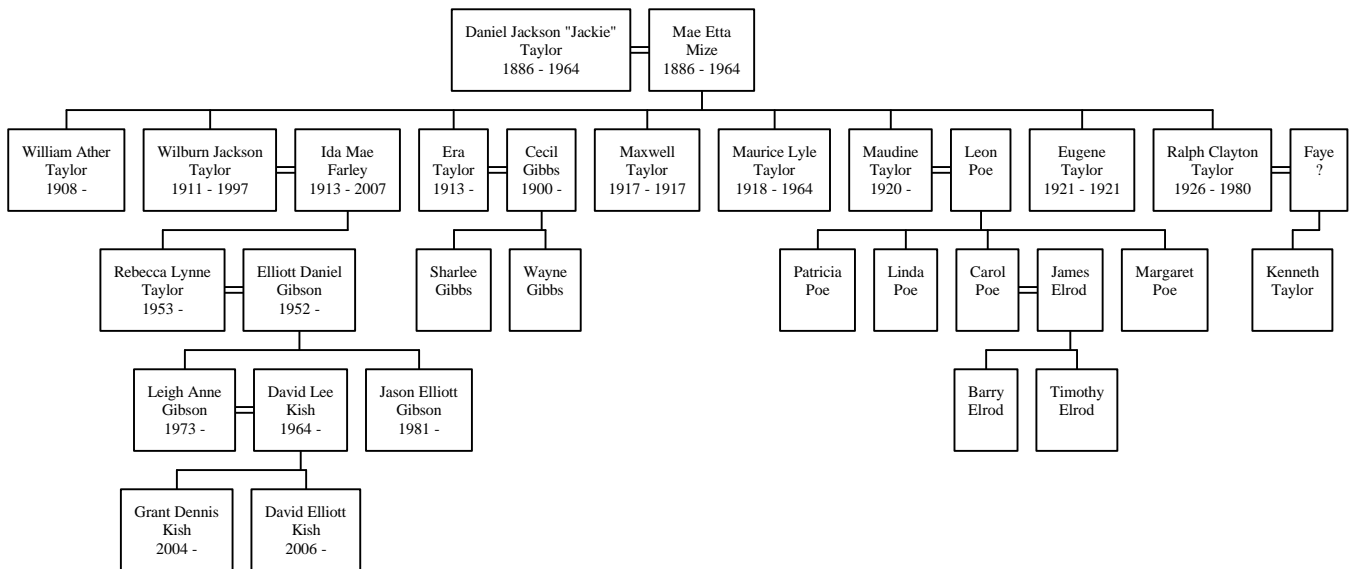 Daniel Jackson "Jackie"
Taylor
1886 - 1964
Mae Etta
Mize
1886 - 1964
William Ather
Taylor
1908 -
Wilburn Jackson
Taylor
1911 - 1997
Ida Mae
Farley
1913 - 2007
Era
Taylor
1913 -
Cecil
Gibbs
1900 -
Maxwell
Taylor
1917 - 1917
Maurice Lyle
Taylor
1918 - 1964
Maudine
Taylor
1920 -
Leon
Poe
Eugene
Taylor
1921 - 1921
Ralph Clayton
Taylor
1926 - 1980
Faye
?
Rebecca Lynne
Taylor
1953 -
Elliott Daniel
Gibson
1952 -
Sharlee
Gibbs
Wayne
Gibbs
Patricia
Poe
Linda
Poe
Carol
Poe
James
Elrod
Margaret
Poe
Kenneth
Taylor
Leigh Anne
Gibson
1973 -
David Lee
Kish
1964 -
Jason Elliott
Gibson
1981 -
Barry
Elrod
Timothy
Elrod
Grant Dennis
Kish
2004 -
David Elliott
Kish
2006 -